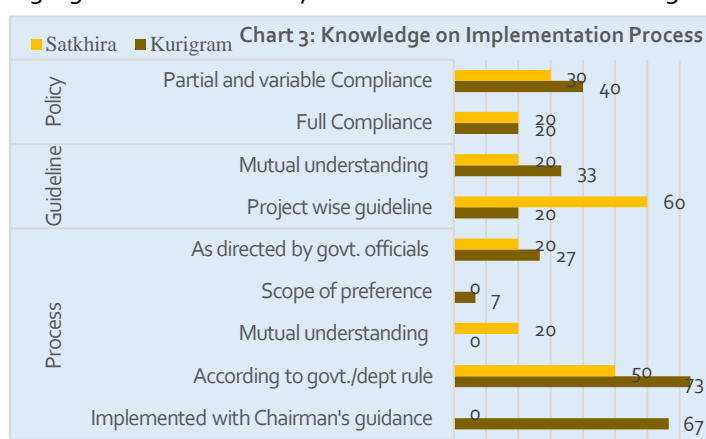 Chart 3: Knowledge on Implementation Process
Satkhira Kurigram
Policy
Partial and variable Compliance 30 40
Full Compliance 20 20
Guideline
Mutual understanding 20 33
Project wise guideline 60 20
Process
As directed by govt. officials 20 27
Scope of preference 0 7
Mutual understanding 20 0
According to govt./dept rule 50 73
Implemented with Chairman's guidance 0 67